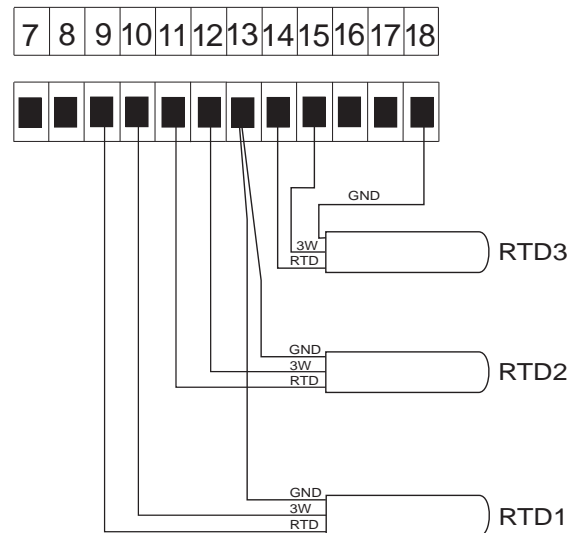 7 8 9 10 11 12 13 14 15 16 17 18
GND
3W
RTD
RTD3
GND
3W
RTD
RTD2
GND
3W
RTD
RTD1